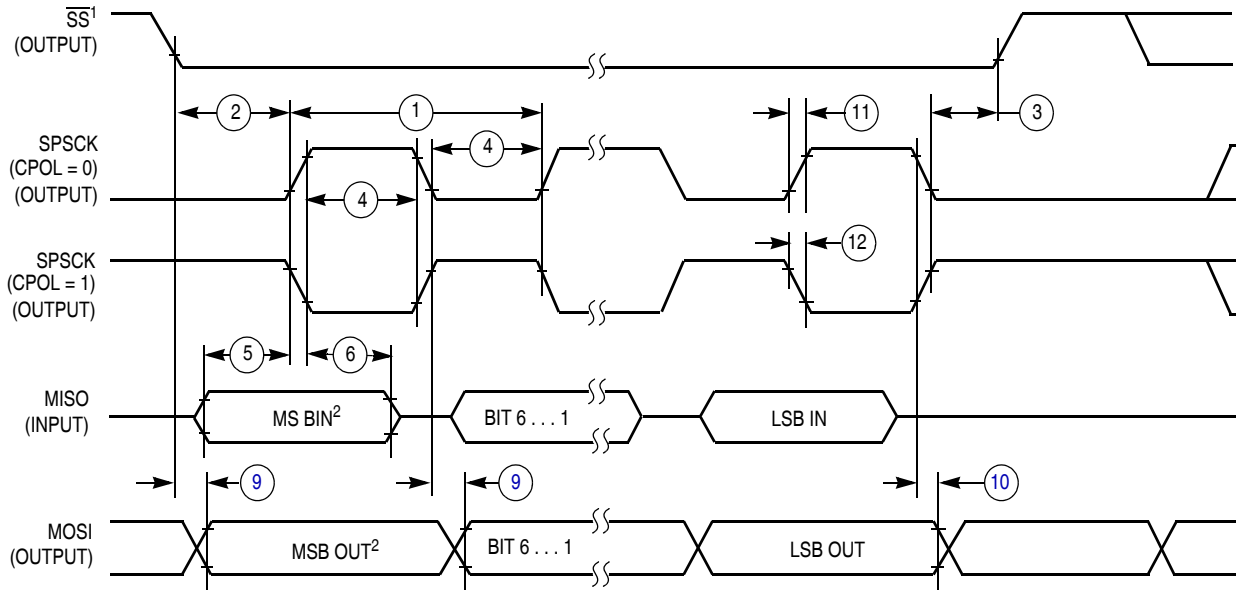 SS¹
(OUTPUT)
2
1
11
3
SPSCK
(CPOL = 0)
(OUTPUT)
4
4
SPSCK
(CPOL = 1)
(OUTPUT)
12
5
6
MISO
(INPUT)
MS BIN²
BIT 6 . . . 1
LSB IN
9
9
10
MOSI
(OUTPUT)
MSB OUT²
BIT 6 . . . 1
LSB OUT